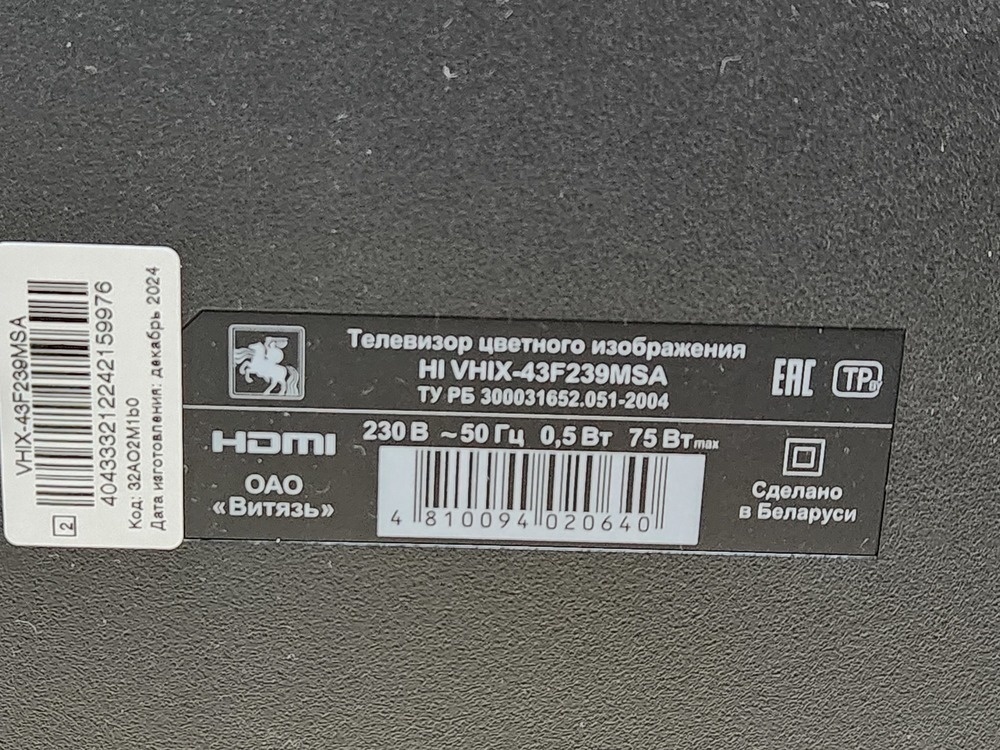 VHIX-43F239MSA
404333212242159976
Код: 32AO2M1b0
Дата изготовления: декабрь 2024
2
Телевизор цветного изображения
HI VHIX-43F239MSA
ТУ РБ 300031652.051-2004
EAC
TP BY
HDMI
230 В ~50 Гц 0,5 Вт 75 Вт max
ОАО
«Витязь»
4 810094 020640
Сделано
в Беларуси